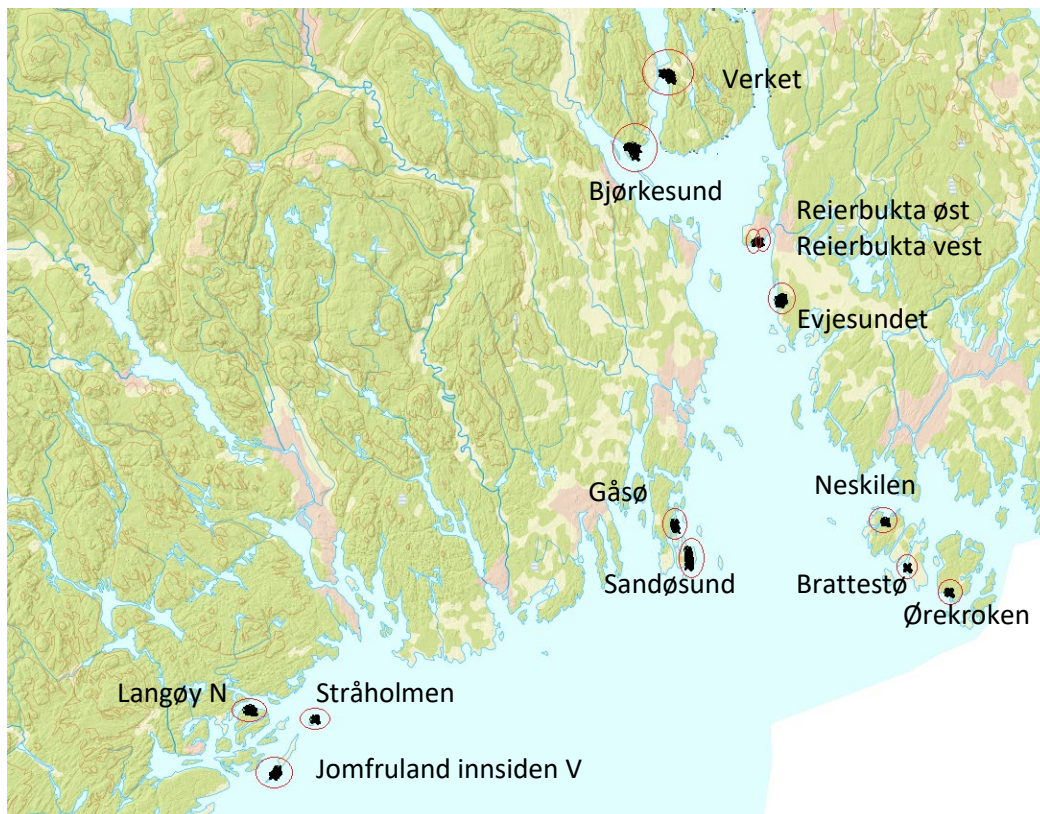 Verket
Bjørkesund
Reierbukta øst
Reierbukta vest
Evjesundet
Gåsø
Neskilen
Sandøsund
Brattestø
Ørekroken
Langøy N
Stråholmen
Jomfruland innsiden V